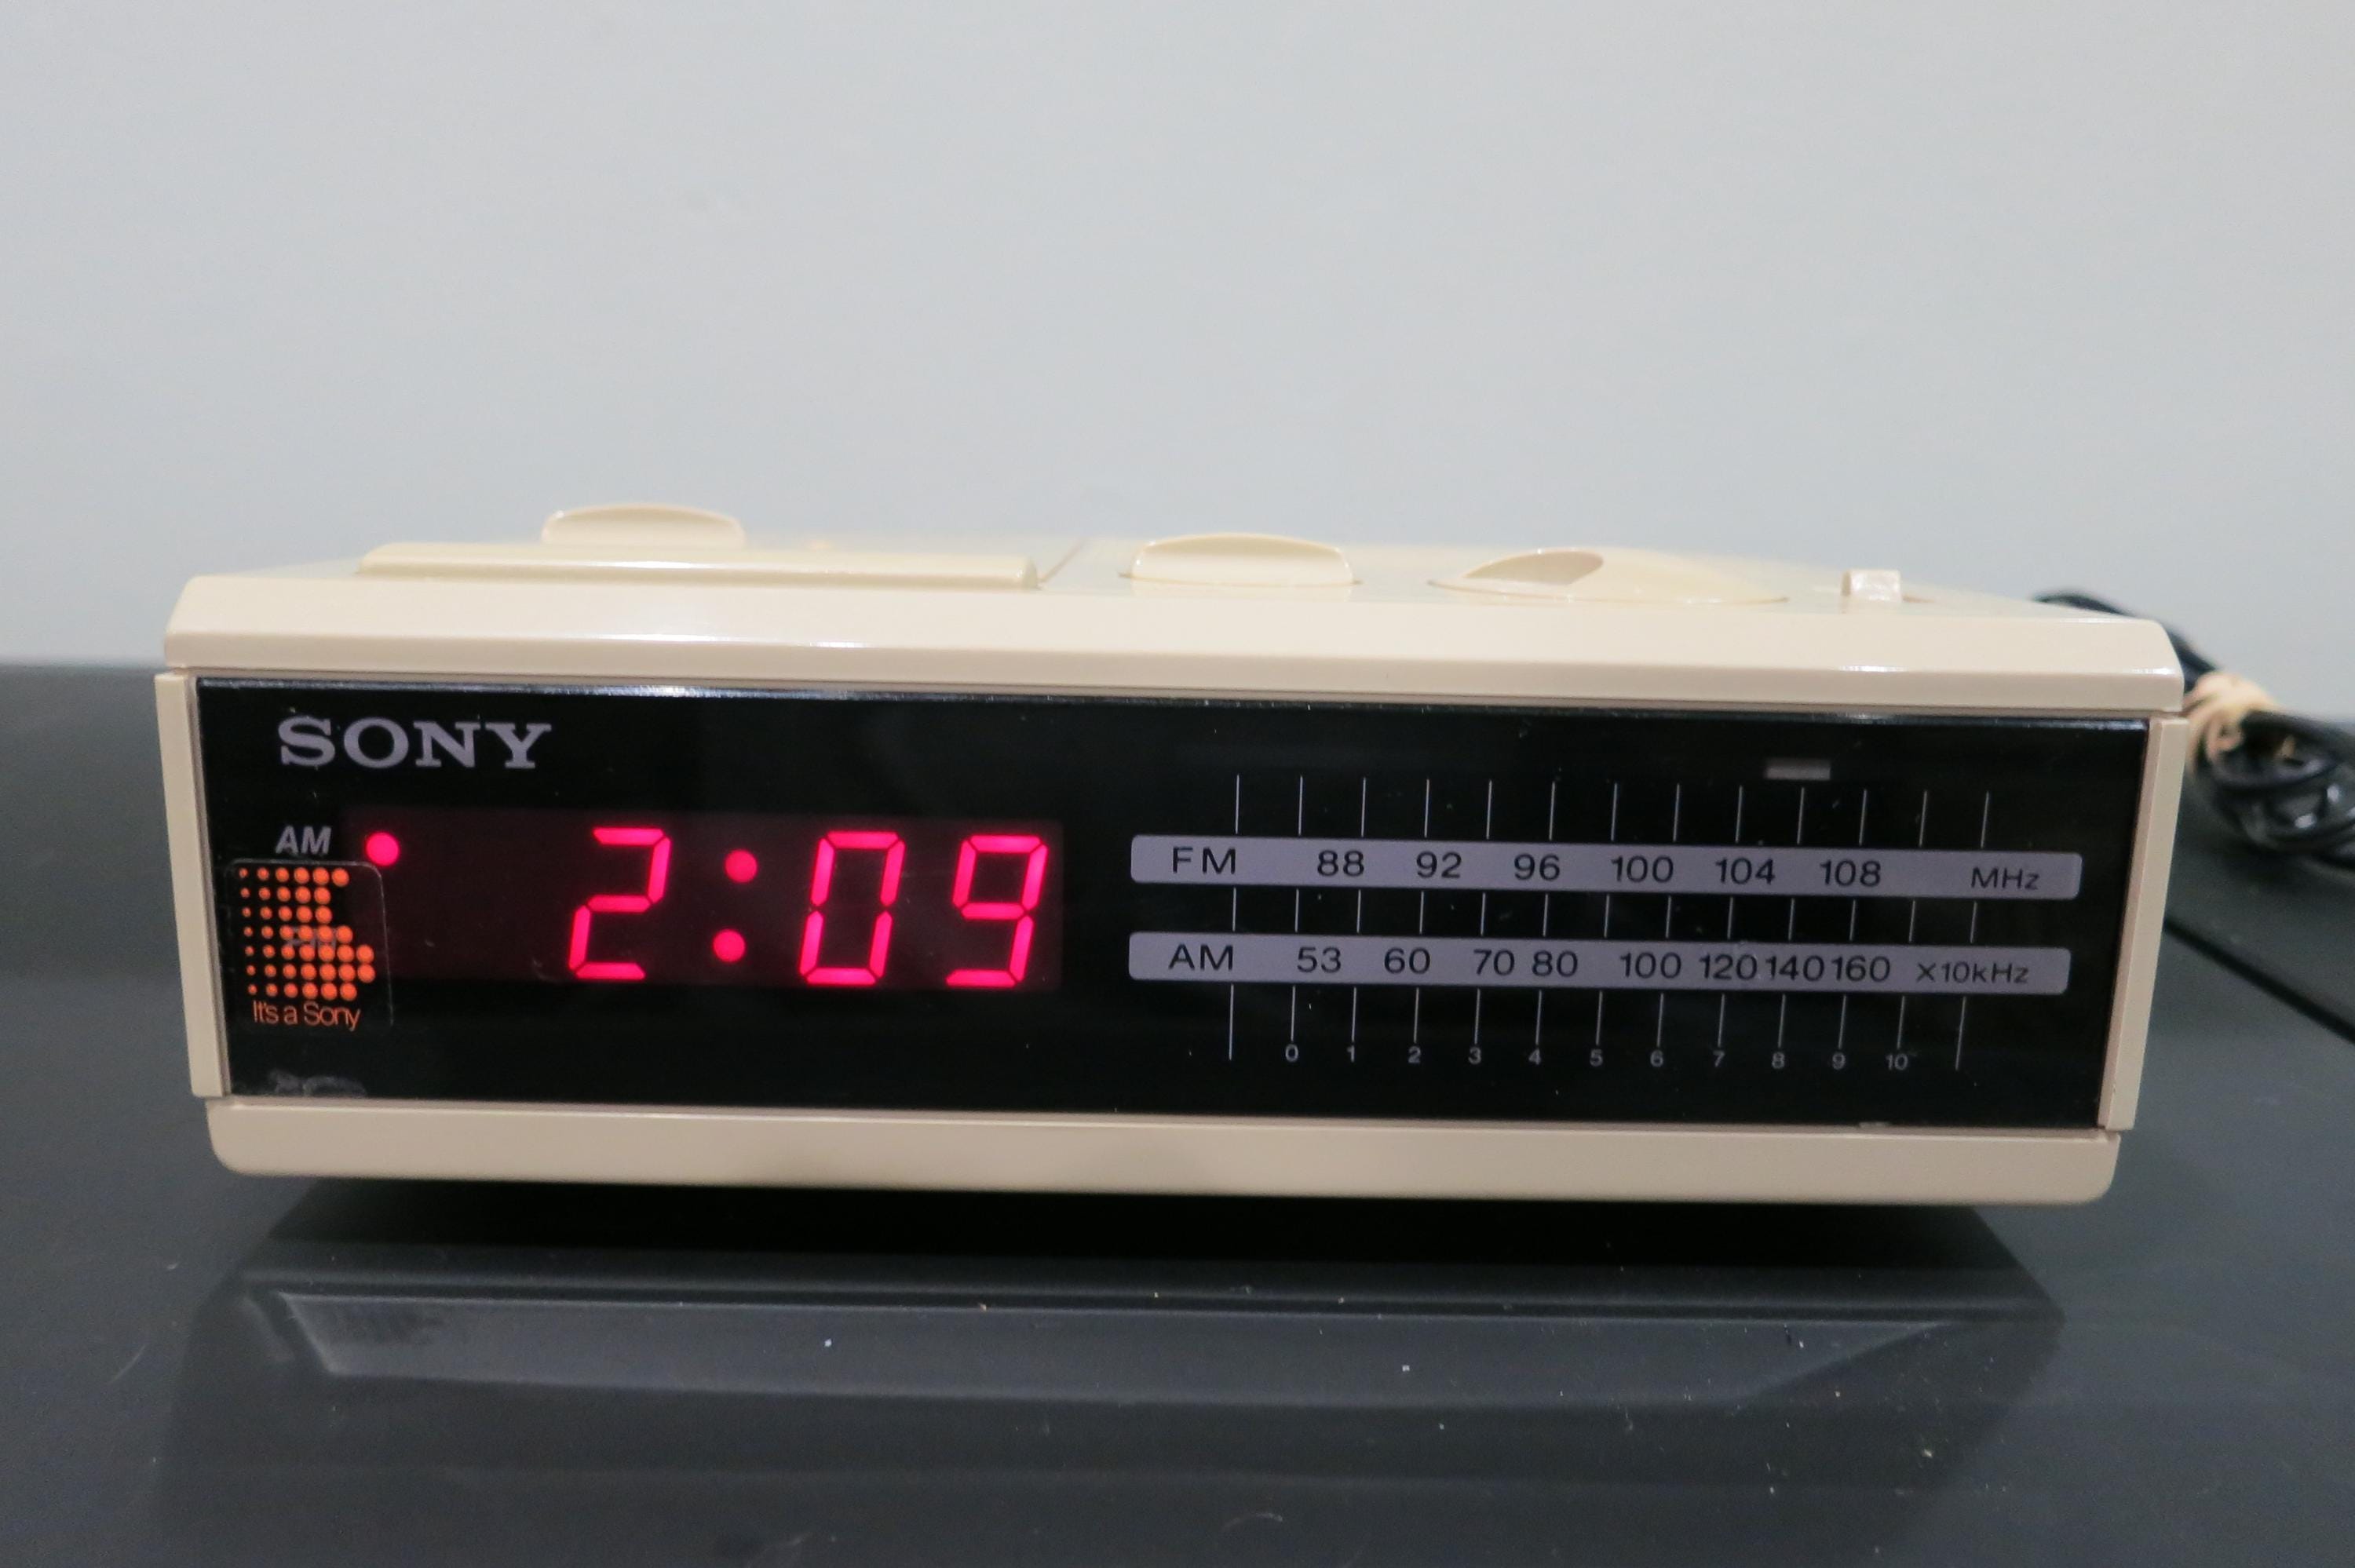 SONY
AM
2:09
It's a Sony
FM 88 92 96 100 104 108 MHz
AM 53 60 70 80 100 120 140 160 X10kHz
0 1 2 3 4 5 6 7 8 9 10